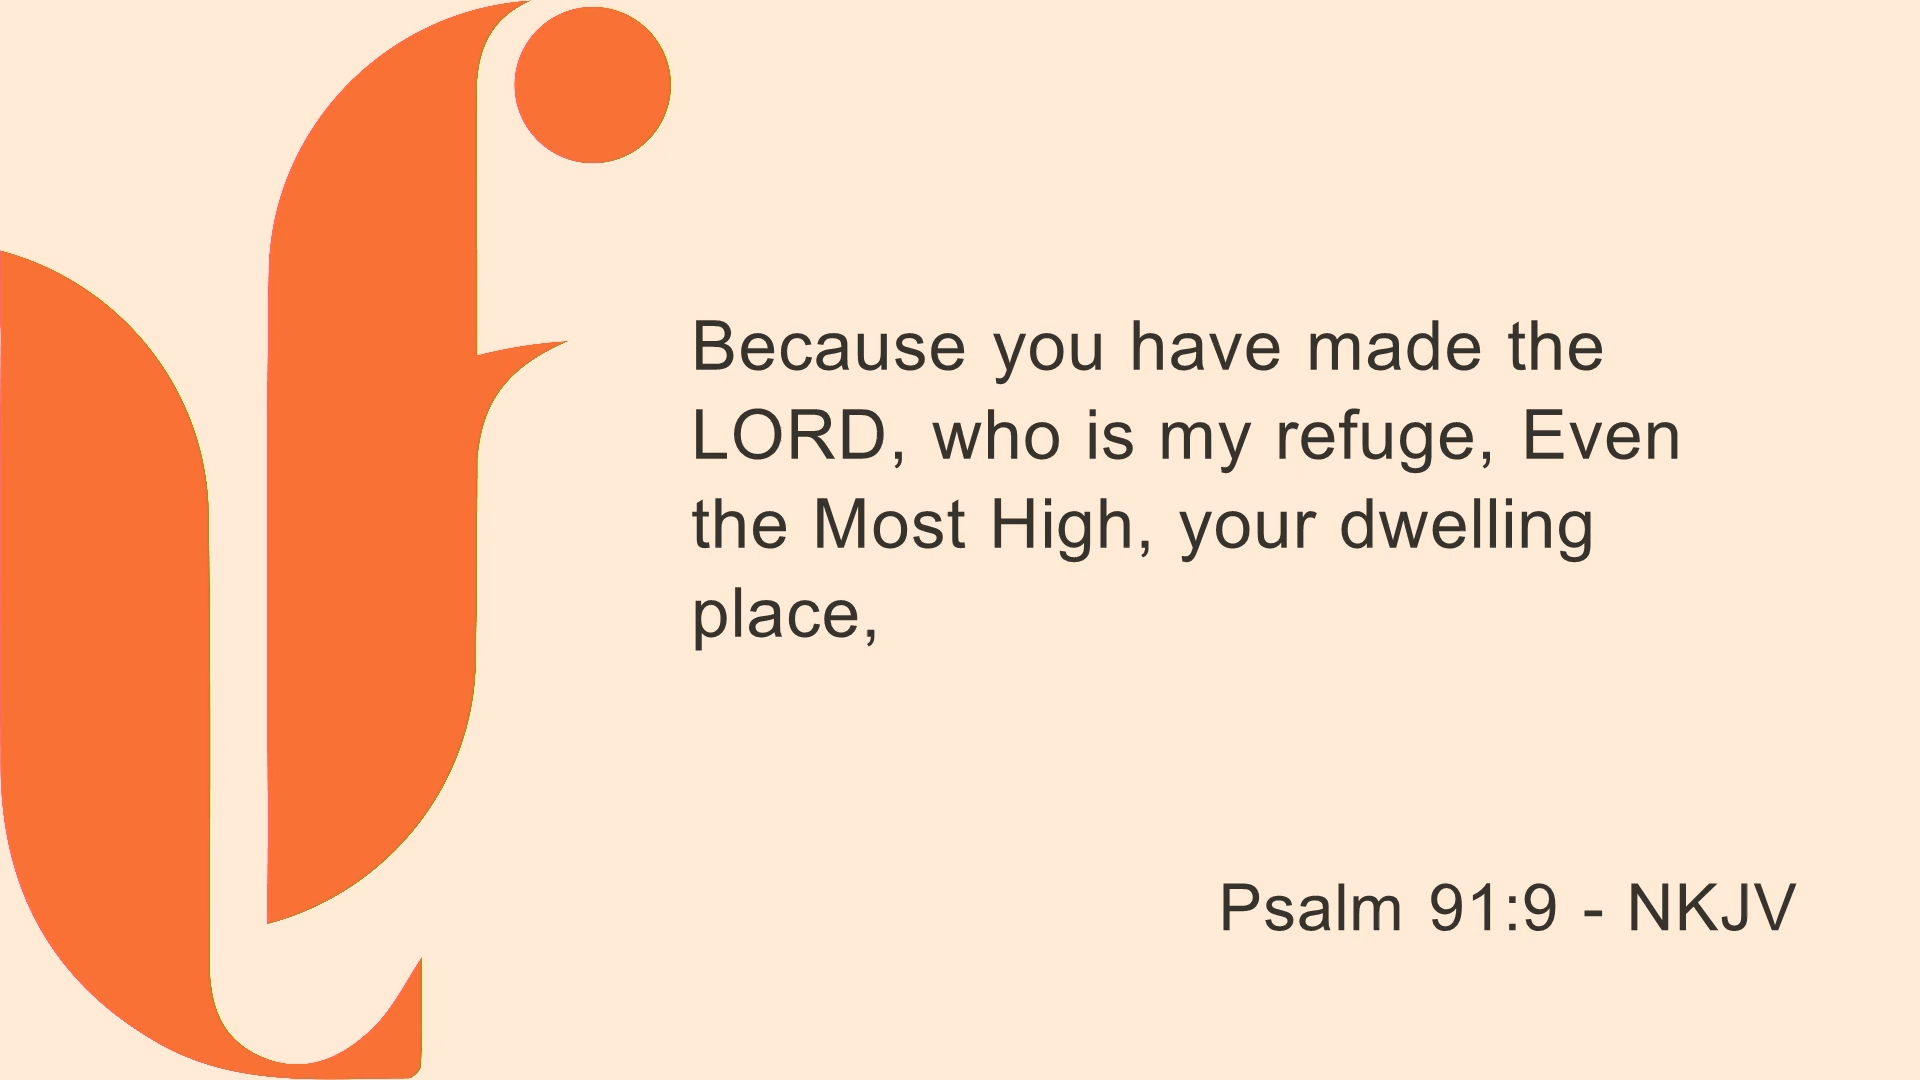 Because you have made the
LORD, who is my refuge, Even
the Most High, your dwelling
place,
Psalm 91:9 - NKJV